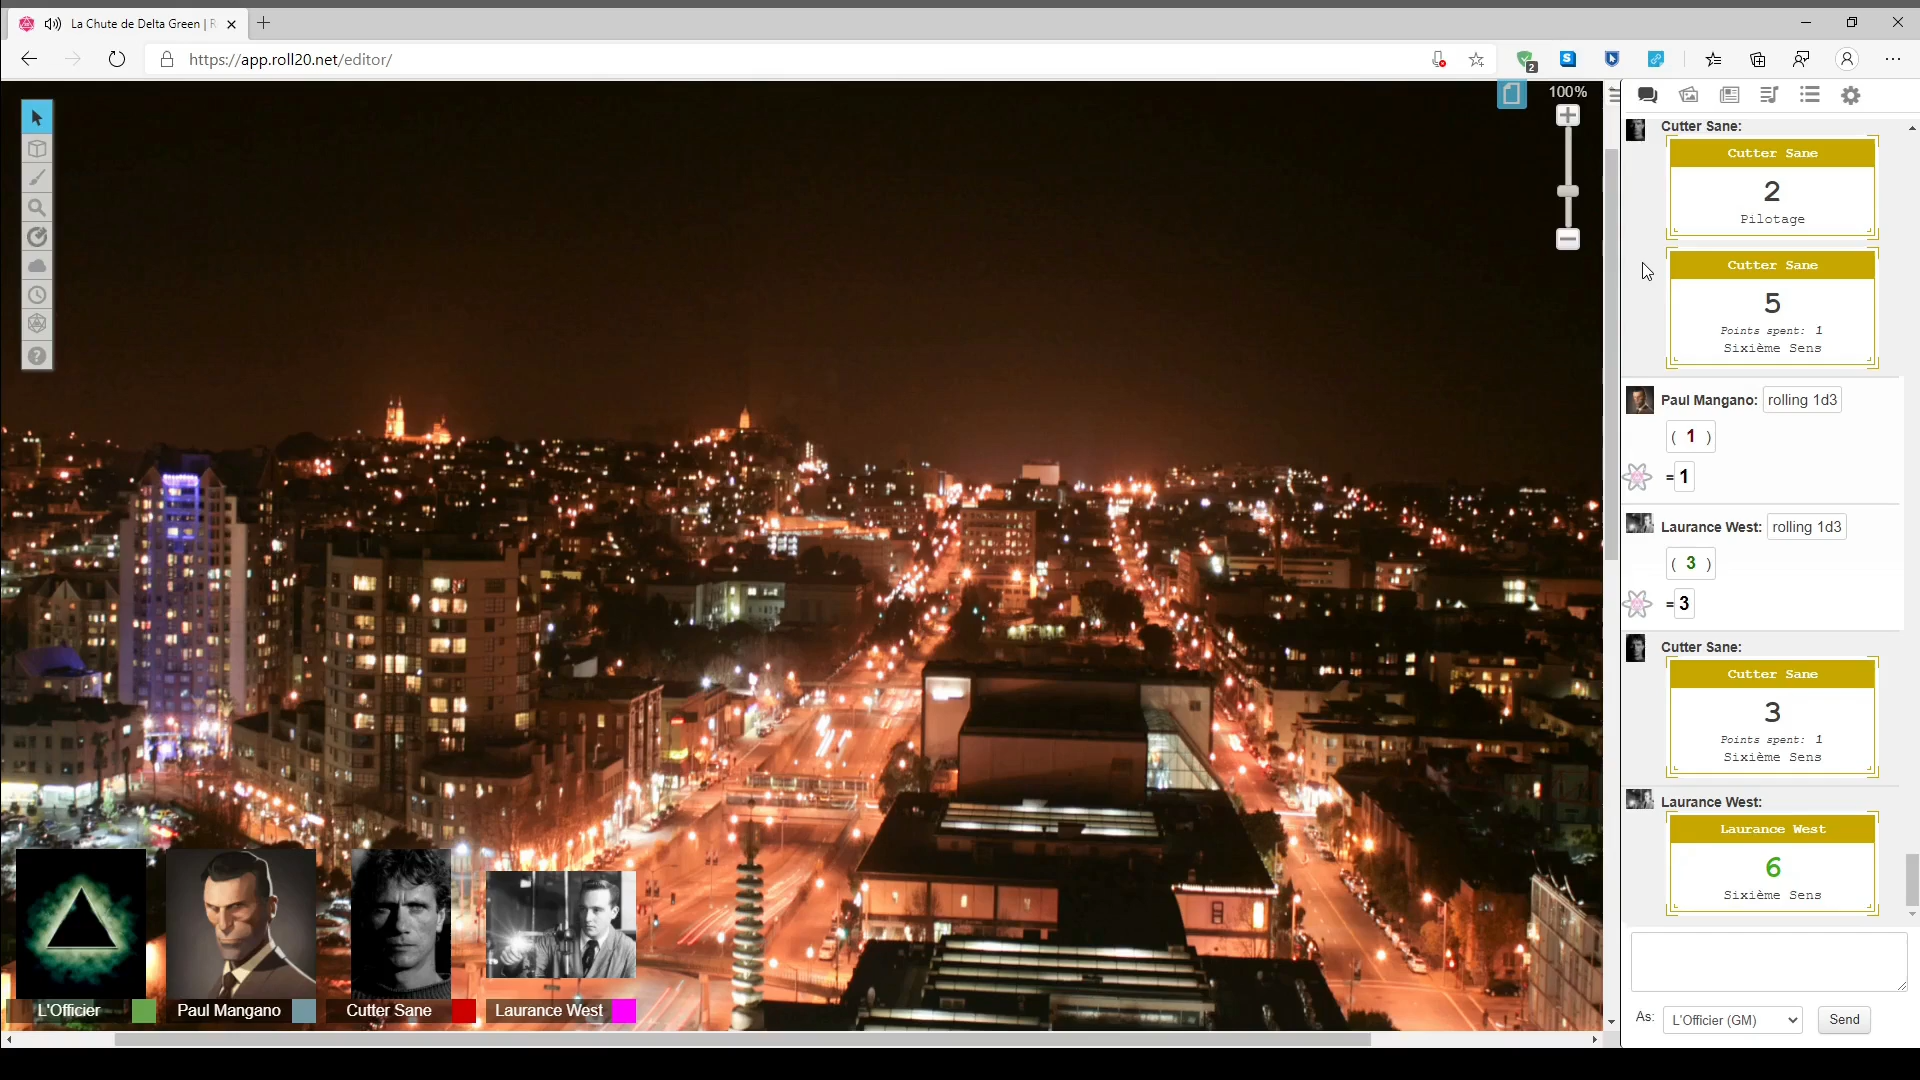 La Chute de Delta Green | R
https://app.roll20.net/editor/
2
100%
Cutter Sane:
Cutter Sane
2
Pilotage
Cutter Sane
5
Points spent: 1
Sixième Sens
Paul Mangano: rolling 1d3
( 1 )
=1
Laurance West: rolling 1d3
( 3 )
=3
Cutter Sane:
Cutter Sane
3
Points spent: 1
Sixième Sens
Laurance West:
Laurance West
6
Sixième Sens
As: L'Officier (GM) Send
L'Officier
Paul Mangano
Cutter Sane
Laurance West